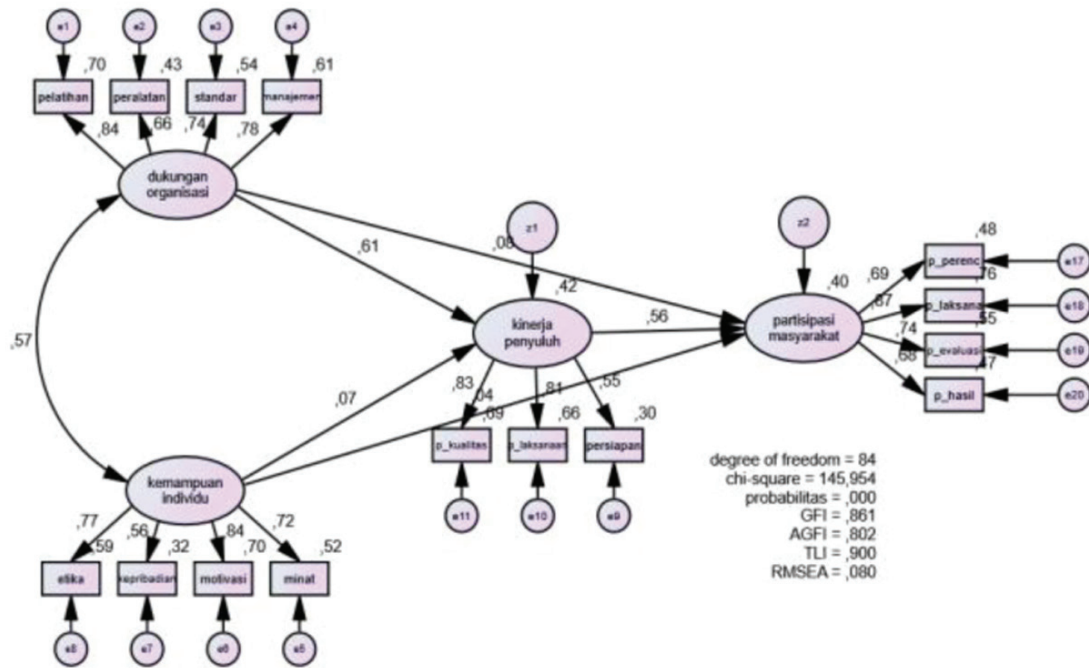 e1 e2 e3 e4
,70 ,43 ,54 ,61
pelatihan peralatan standar manajemen
,84 ,66 ,74 ,78
dukungan
organisasi
z1 z2
,61 ,08
,48
p_perenc e17
,69
,42 ,40
,76
,87 p_laksana e18
kinerja
penyuluh
,56
partisipasi
masyarakat
,55
,74 p_evaluasi e19
,57
,47
,68 p_hasil e20
,07
,83 ,04 ,81 ,55
,69 ,66 ,30
p_kualitas p_laksanaan persiapan
e11 e10 e9
kemampuan
individu
degree of freedom = 84
chi-square = 145,954
probabilitas = ,000
GFI = ,861
AGFI = ,802
TLI = ,900
RMSEA = ,080
,77 ,56 ,84 ,72
,59 ,32 ,70 ,52
etika kepribadian motivasi minat
e8 e7 e6 e5